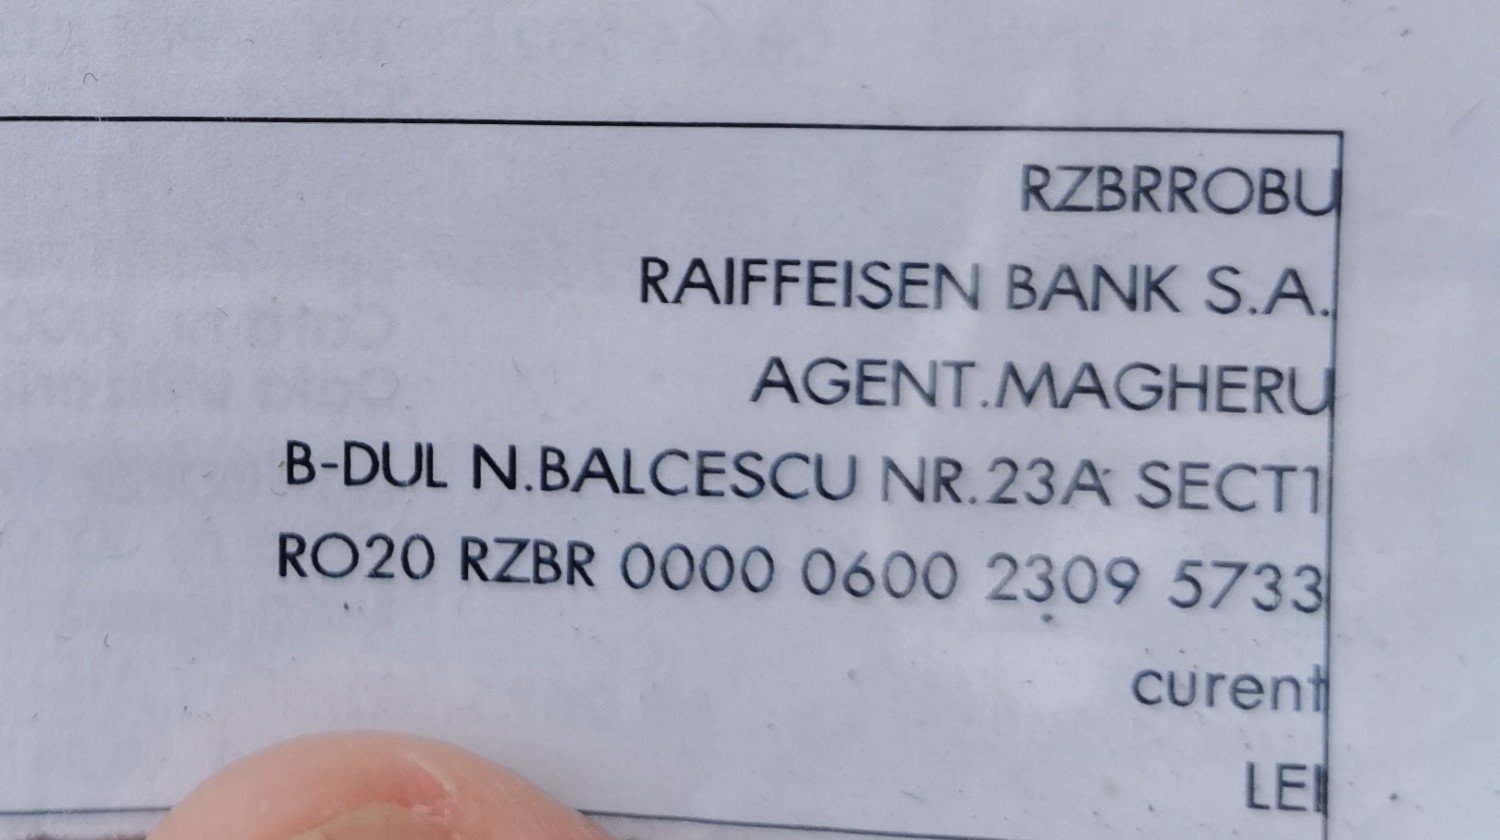 RZBRROBU
RAIFFEISEN BANK S.A.
AGENT.MAGHERU
B-DUL N.BALCESCU NR.23A SECT1
RO20 RZBR 0000 0600 2309 5733
curent
LEI